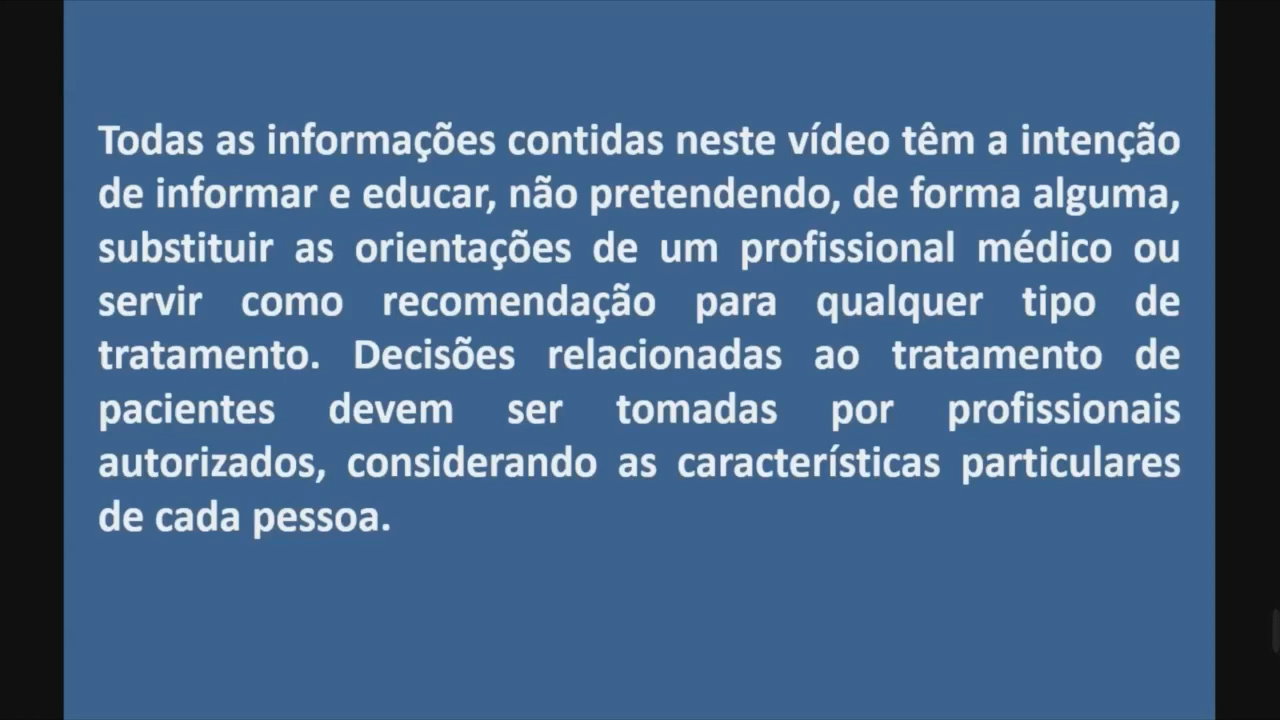 Todas as informações contidas neste vídeo têm a intenção
de informar e educar, não pretendendo, de forma alguma,
substituir as orientações de um profissional médico ou
servir como recomendação para qualquer tipo de
tratamento. Decisões relacionadas ao tratamento de
pacientes devem ser tomadas por profissionais
autorizados, considerando as características particulares
de cada pessoa.